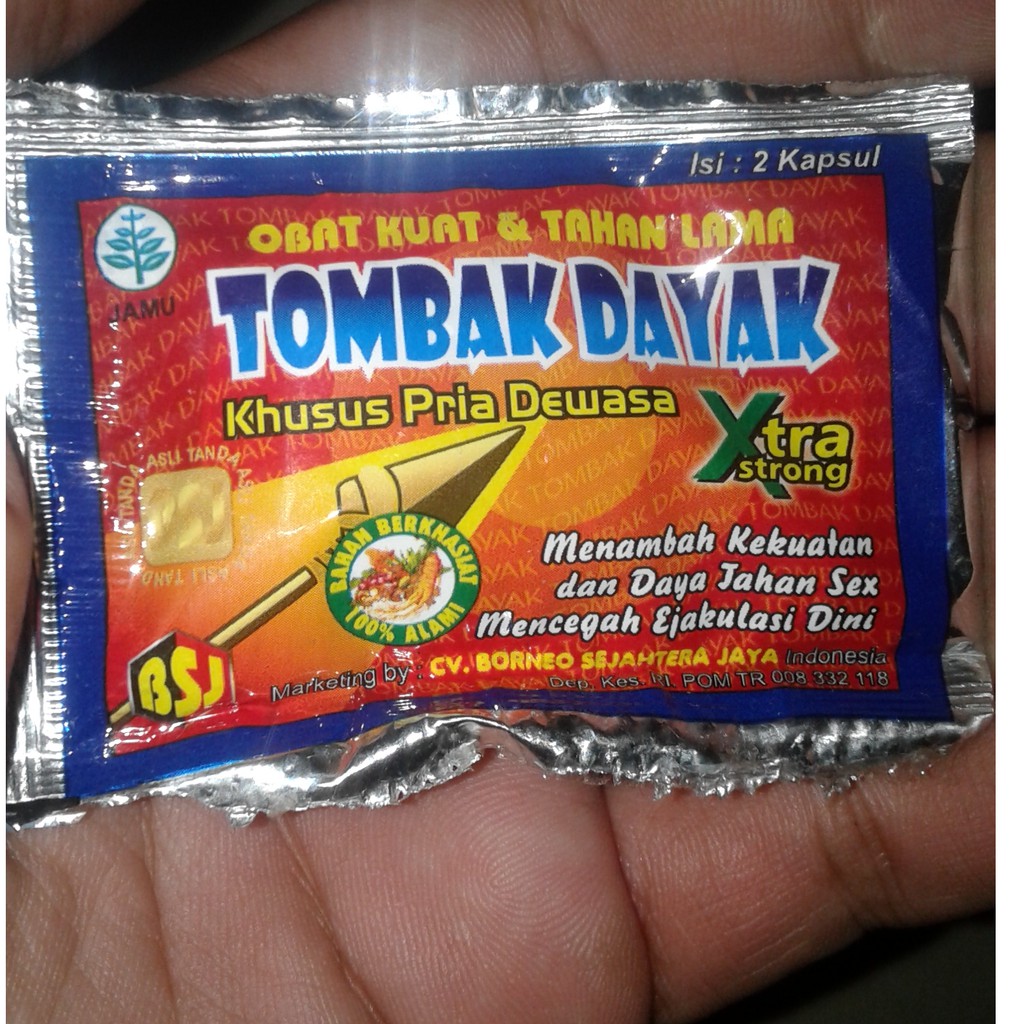 Isi : 2 Kapsul
OBAT KUAT & TAHAN LAMA
JAMU
TOMBAK DAYAK
Khusus Pria Dewasa
Xtra
strong
ASLI TANDA
BAHAN BERKHASIAT
100% ALAMI
Menambah Kekuatan
dan Daya Tahan Sex
Mencegah Ejakulasi Dini
BSJ
Marketing by : CV. BORNEO SEJAHTERA JAYA Indonesia
Dep. Kes. RI. POM TR 008 332 118